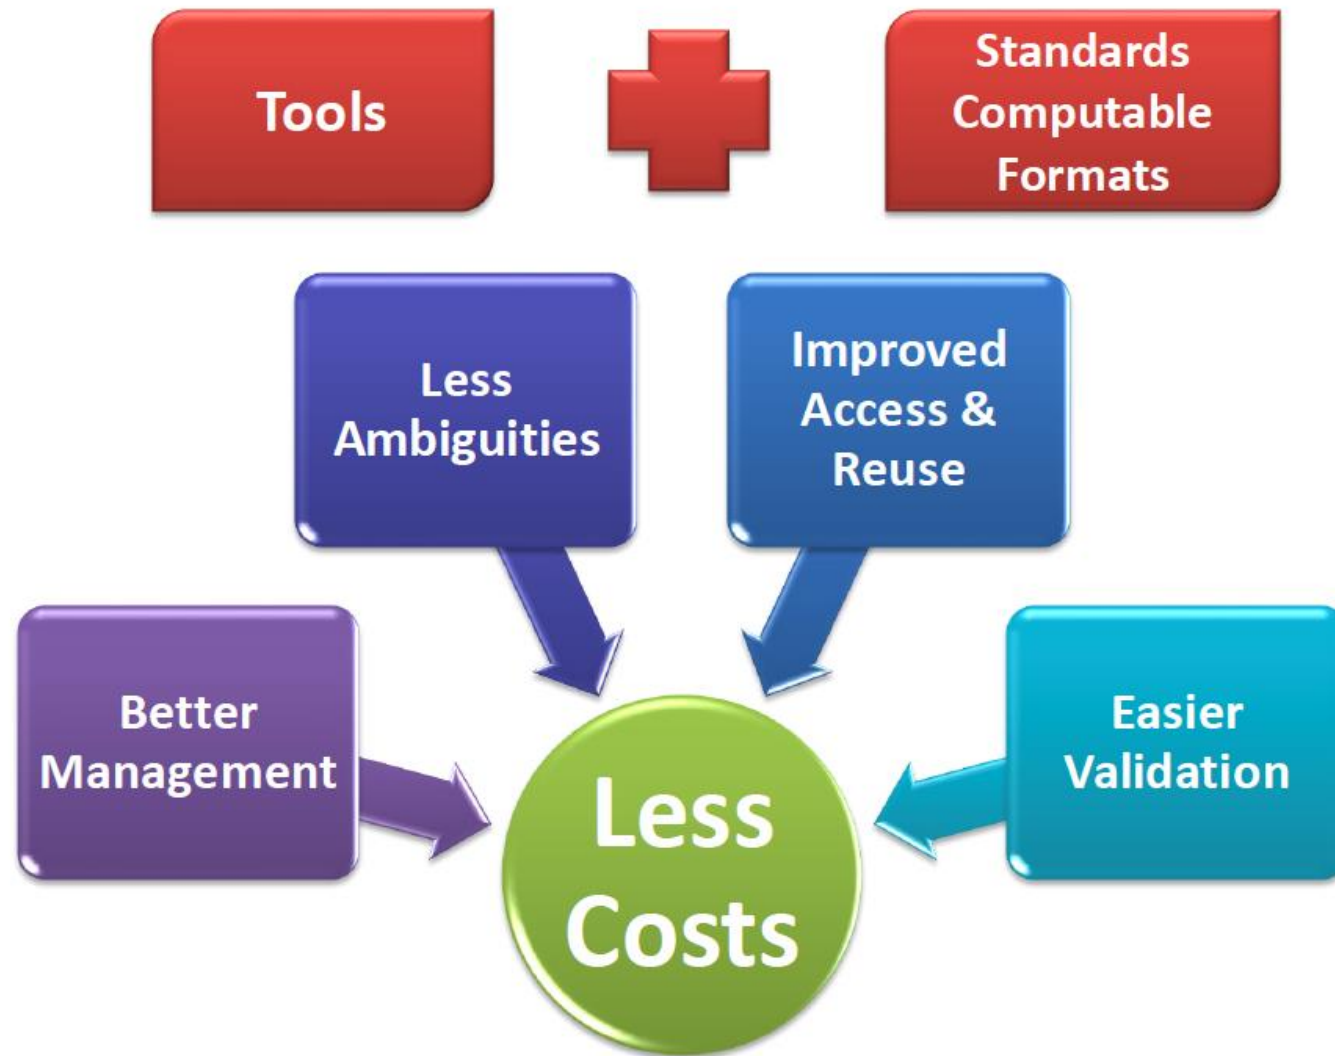 Tools
Standards
Computable
Formats
Less
Ambiguities
Improved
Access &
Reuse
Better
Management
Easier
Validation
Less
Costs